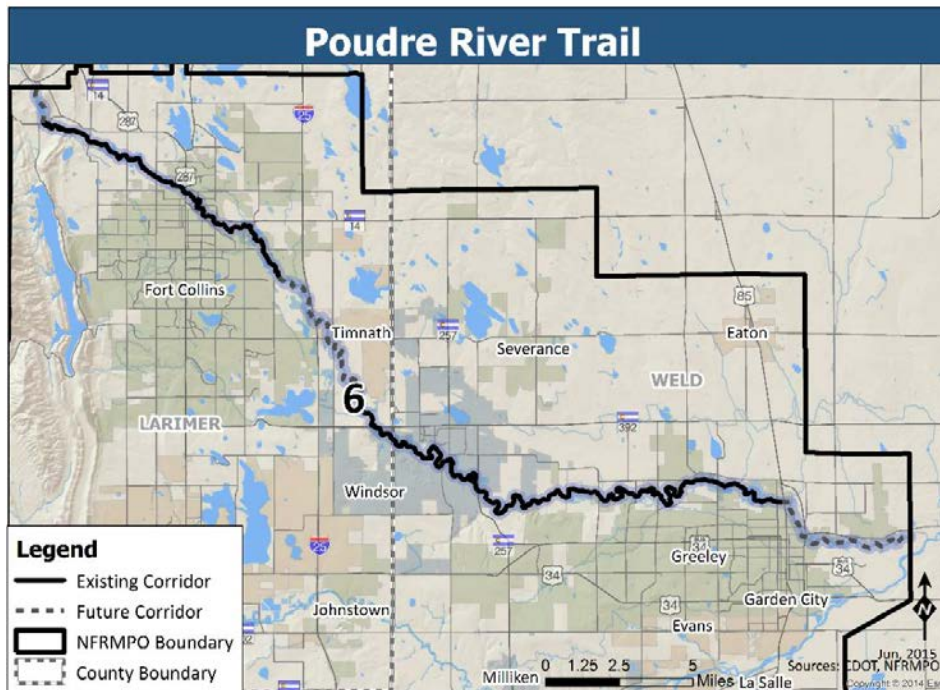 Poudre River Trail
14
287
25
287
14
Fort Collins
85
Timnath
257
Eaton
Severance
WELD
6
LARIMER
392
Windsor
Legend
Existing Corridor
Future Corridor
NFRMPO Boundary
County Boundary
25
257
34
Greeley
34
34
Johnstown
34
Garden City
Evans
N
0 1.25 2.5 5
Miles
Milliken
La Salle
Jun, 2015
Sources: CDOT, NFRMPO